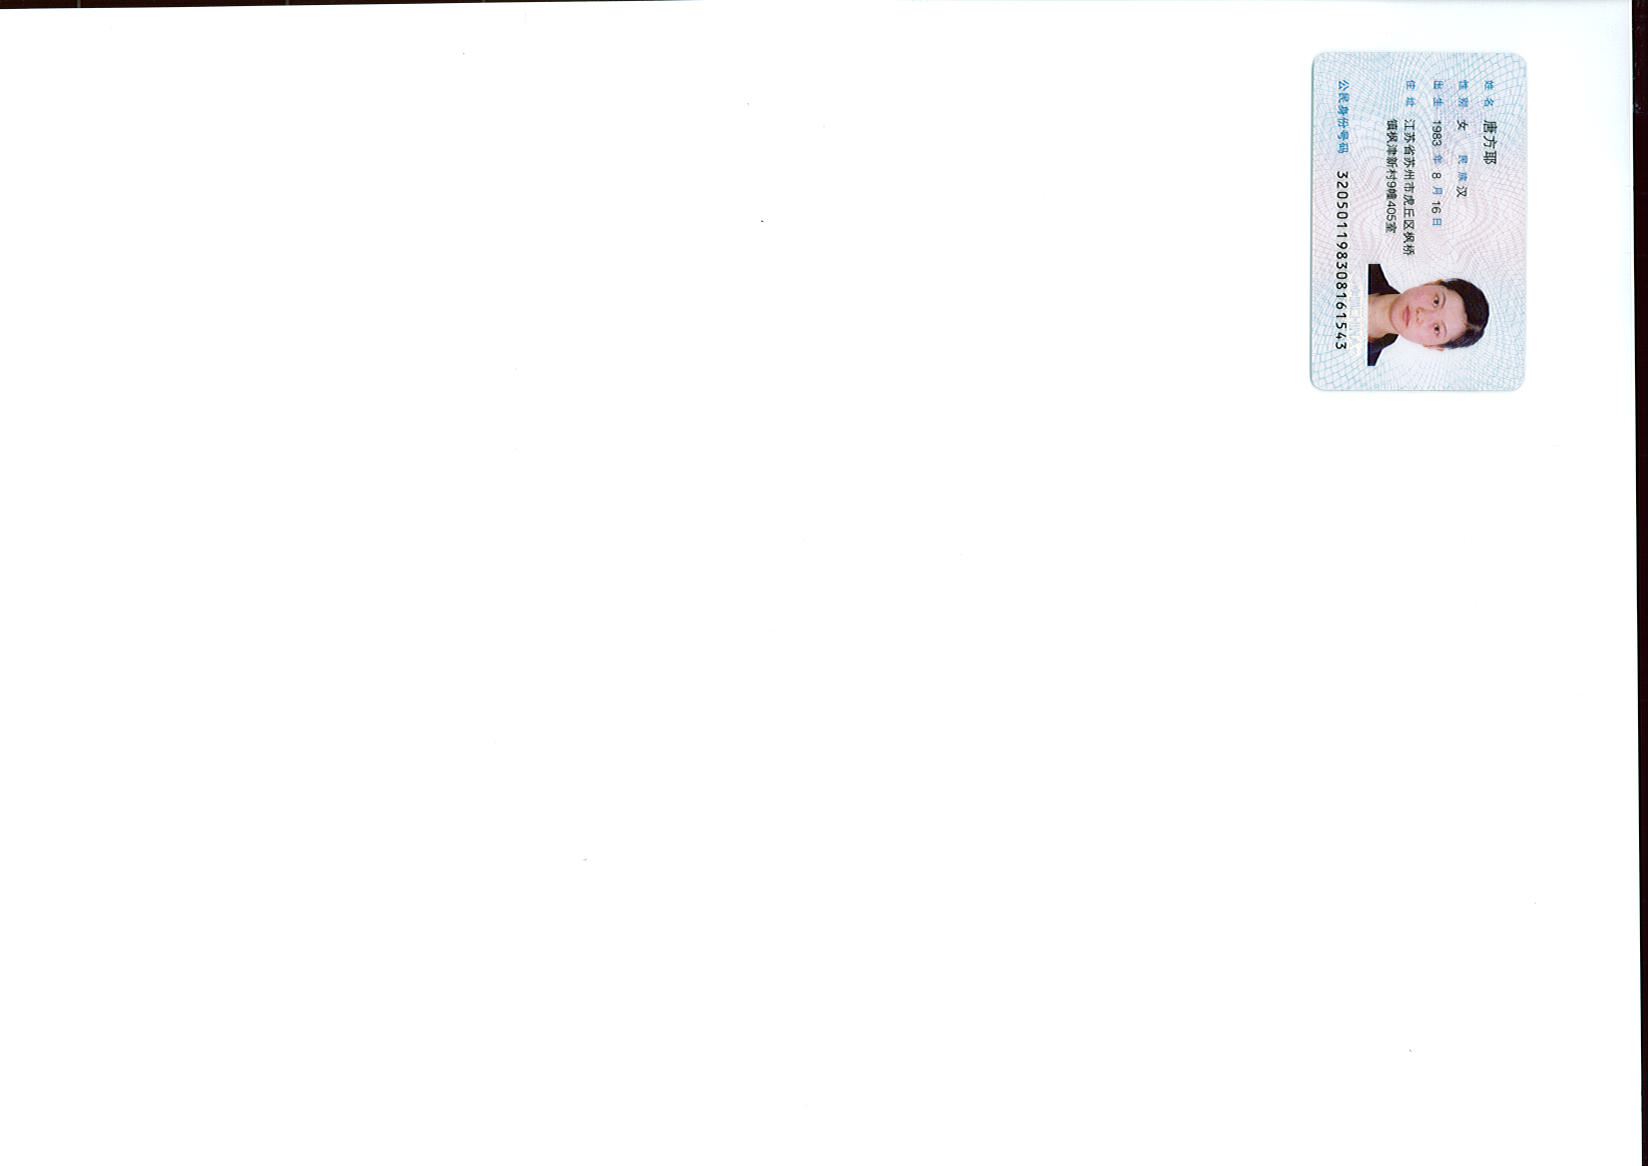 姓名 唐方耶
性别 女 民族 汉
出生 1983 年 8 月 16 日
住址 江苏省苏州市虎丘区枫桥
镇枫津新村9幢405室
公民身份号码 320501198308161543